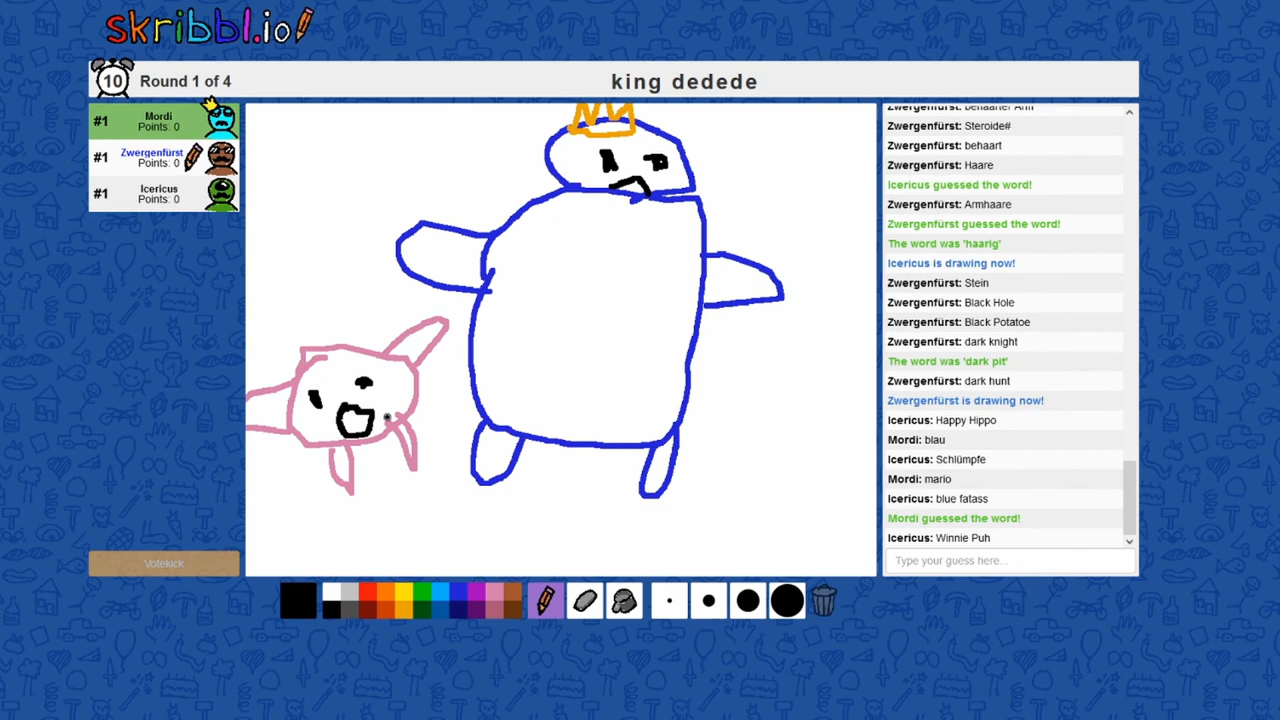 skribbl.io
10
Round 1 of 4
king dedede
#1
Mordi
Points: 0
#1
Zwergenfürst
Points: 0
#1
Icericus
Points: 0
Votekick
Zwergenfürst: behaarter Arm
Zwergenfürst: Steroide#
Zwergenfürst: behaart
Zwergenfürst: Haare
Icericus guessed the word!
Zwergenfürst: Armhaare
Zwergenfürst guessed the word!
The word was 'haarig'
Icericus is drawing now!
Zwergenfürst: Stein
Zwergenfürst: Black Hole
Zwergenfürst: Black Potatoe
Zwergenfürst: dark knight
The word was 'dark pit'
Zwergenfürst: dark hunt
Zwergenfürst is drawing now!
Icericus: Happy Hippo
Mordi: blau
Icericus: Schlümpfe
Mordi: mario
Icericus: blue fatass
Mordi guessed the word!
Icericus: Winnie Puh
Type your guess here...